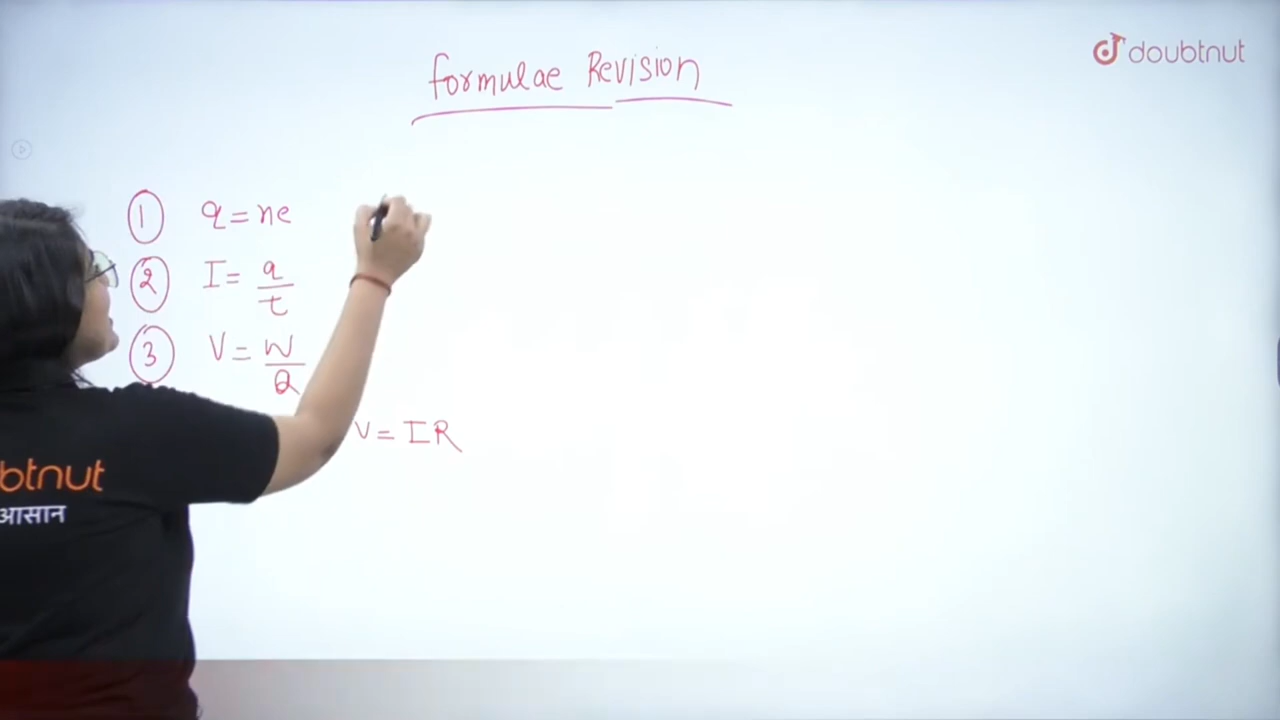 formulae Revision
doubtnut
① q=ne
② I= q/t
③ V= W/Q
V= IR
btnut
आसान